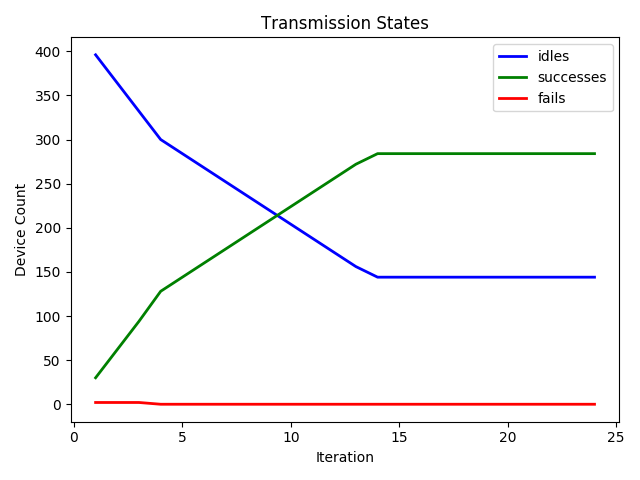 Transmission States
idles
successes
fails
Device Count
400
350
300
250
200
150
100
50
0
0 5 10 15 20 25
Iteration